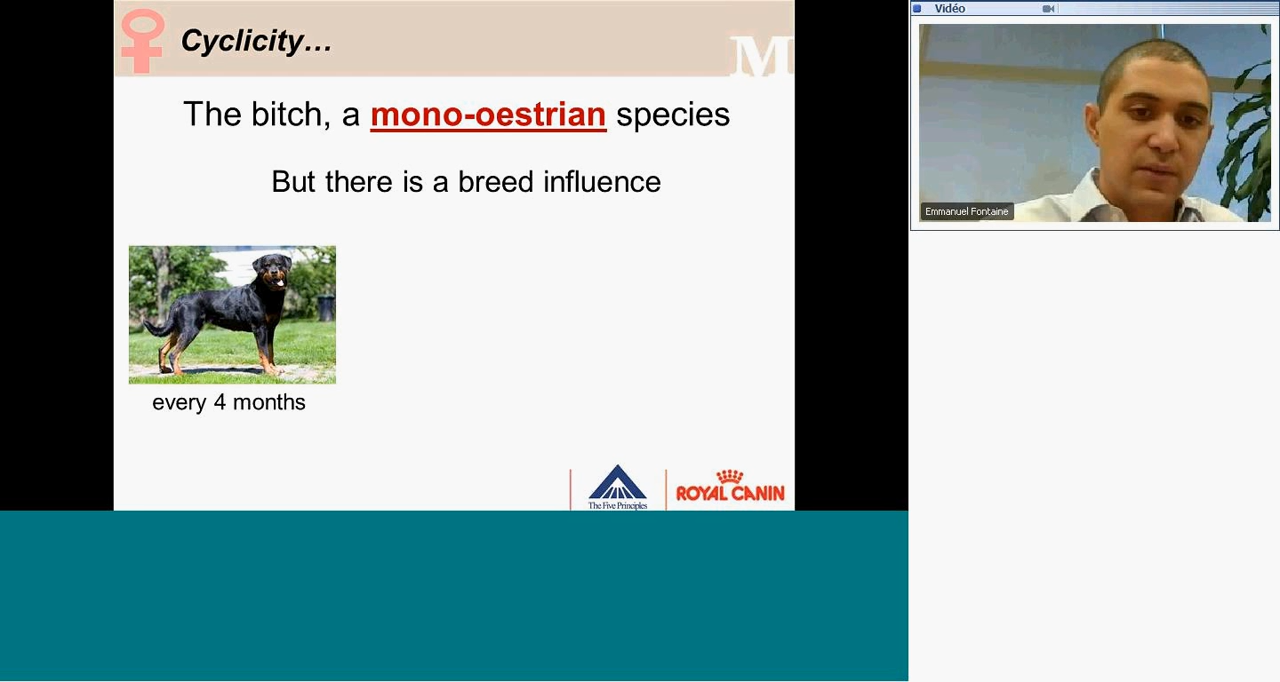 Cyclicity…
M
The bitch, a mono-oestrian species
But there is a breed influence
every 4 months
The Five Principles
ROYAL CANIN
Vidéo
Emmanuel Fontaine